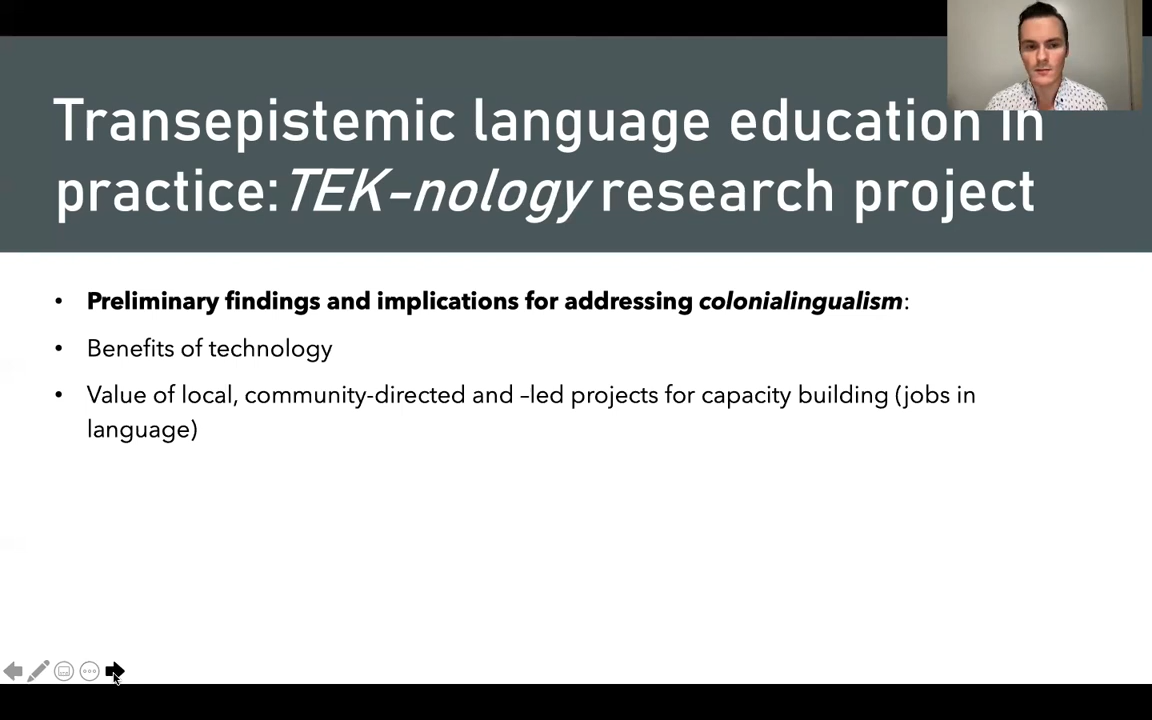 Transepistemic language education in
practice: TEK-nology research project
• Preliminary findings and implications for addressing colonialingualism:
• Benefits of technology
• Value of local, community-directed and –led projects for capacity building (jobs in
language)